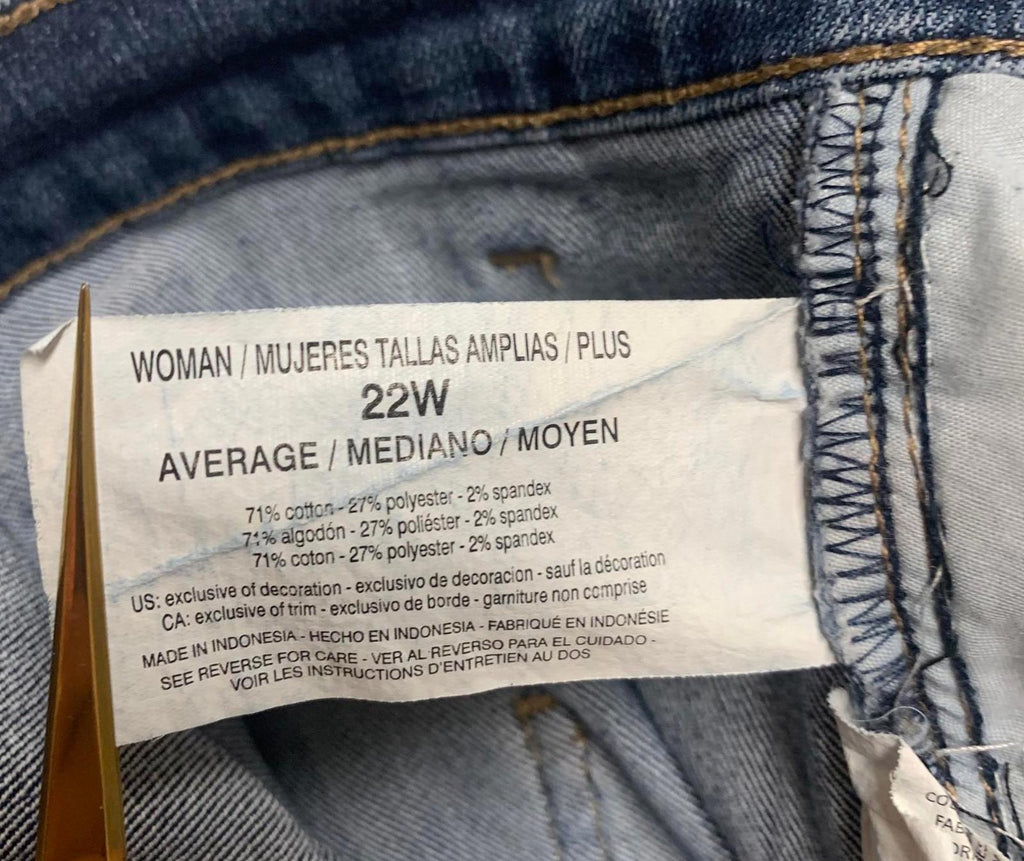 WOMAN / MUJERES TALLAS AMPLIAS / PLUS
22W
AVERAGE / MEDIANO / MOYEN
71% cotton - 27% polyester - 2% spandex
71% algodón - 27% poliéster - 2% spandex
71% coton - 27% polyester - 2% spandex
US: exclusive of decoration - exclusivo de decoracion - sauf la décoration
CA: exclusive of trim - exclusivo de borde - garniture non comprise
MADE IN INDONESIA - HECHO EN INDONESIA - FABRIQUÉ EN INDONÉSIE
SEE REVERSE FOR CARE - VER AL REVERSO PARA EL CUIDADO -
VOIR LES INSTRUCTIONS D'ENTRETIEN AU DOS